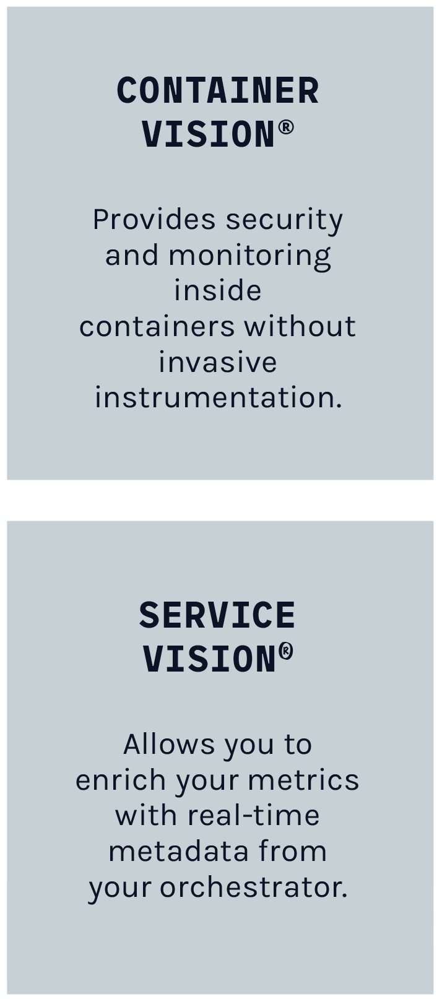 CONTAINER
VISION®
Provides security
and monitoring
inside
containers without
invasive
instrumentation.
SERVICE
VISION®
Allows you to
enrich your metrics
with real-time
metadata from
your orchestrator.